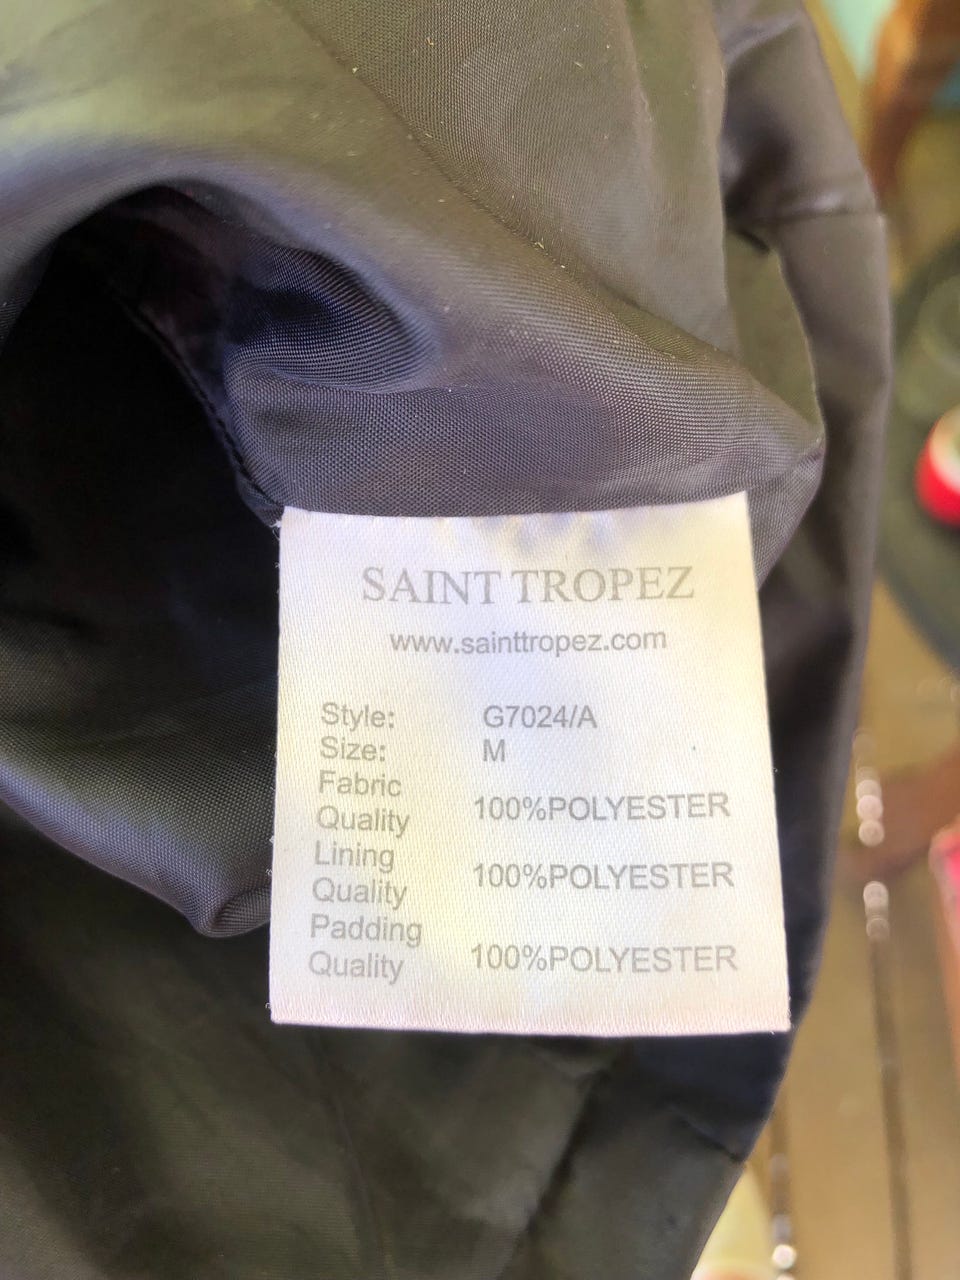 SAINT TROPEZ
www.sainttropez.com
Style: G7024/A
Size: M
Fabric
Quality 100%POLYESTER
Lining
Quality 100%POLYESTER
Padding
Quality 100%POLYESTER